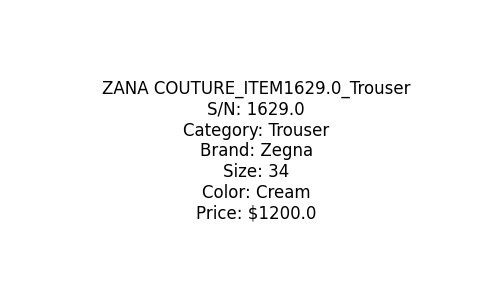 ZANA COUTURE_ITEM1629.0_Trouser
S/N: 1629.0
Category: Trouser
Brand: Zegna
Size: 34
Color: Cream
Price: $1200.0